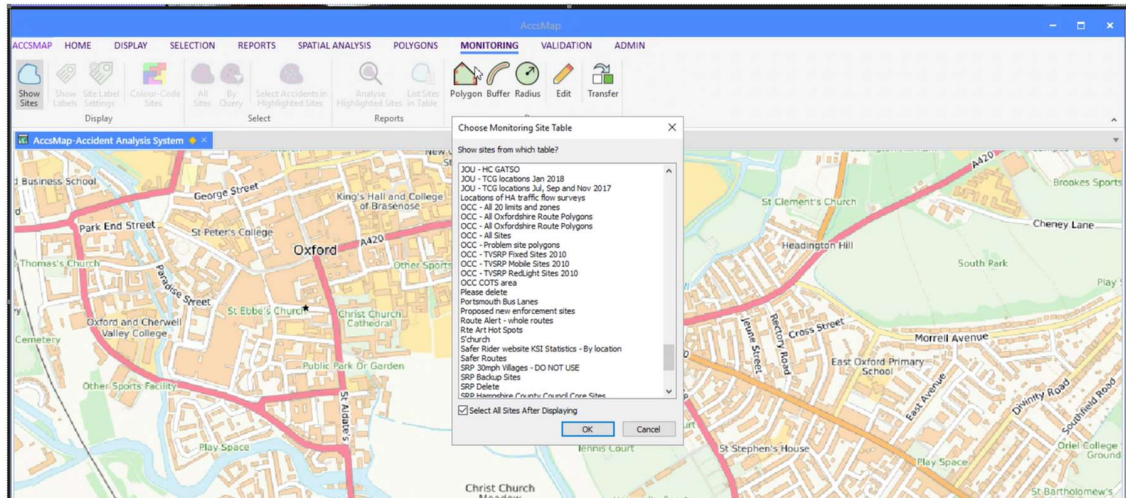 AccsMap
ACCSMAP HOME DISPLAY SELECTION REPORTS SPATIAL ANALYSIS POLYGONS MONITORING VALIDATION ADMIN
Show Sites
Show Labels
Site Label Settings
Colour-Code Sites
All Sites
By Query
Select Accidents in Highlighted Sites
Analyse Highlighted Sites
List Sites in Table
Polygon
Buffer
Radius
Edit
Transfer
Display
Select
Reports
AccsMap-Accident Analysis System
Choose Monitoring Site Table
Show sites from which table?
JOU - HC GATSO
JOU - TCG locations Jan 2018
JOU - TCG locations Jul, Sep and Nov 2017
Locations of HA traffic flow surveys
OCC - All 20 limits and zones
OCC - All Oxfordshire Route Polygons
OCC - All Oxfordshire Route Polygons
OCC - All Sites
OCC - Problem site polygons
OCC - TVSRP Fixed Sites 2010
OCC - TVSRP Mobile Sites 2010
OCC - TVSRP RedLight Sites 2010
OCC COTS area
Please delete
Portsmouth Bus Lanes
Proposed new enforcement sites
Route Alert - whole routes
Rte Art Hot Spots
S'church
Safer Rider website KSI Statistics - By location
Safer Routes
SRP 30mph Villages - DO NOT USE
SRP Backup Sites
SRP Delete
SRP Hampshire County Council Core Sites
Select All Sites After Displaying
OK
Cancel
Business School
George Street
King's Hall and College of Brasenose
Park End Street
St Peter's College
Oxford
A420
Thomas's Church
Paradise Street
St Ebbe's Church
Christ Church Cathedral
Other Sports
Oxford and Cherwell Valley College
Cemetery
Public Park Or Garden
Other Sports Facility
St Aldate's
Play Space
Christ Church
Meadow
A420
Brookes Sports
St Clement's Church
Cheney Lane
Headington Hill
South Park
Play
Rectory Road
Jeune Street
Cross Street
Morrell Avenue
East Oxford Primary School
East Avenue
Divinity Road
Southfield Road
Tennis Court
St Stephen's House
Oriel College
Ground
Play Space
St Bartholomew's